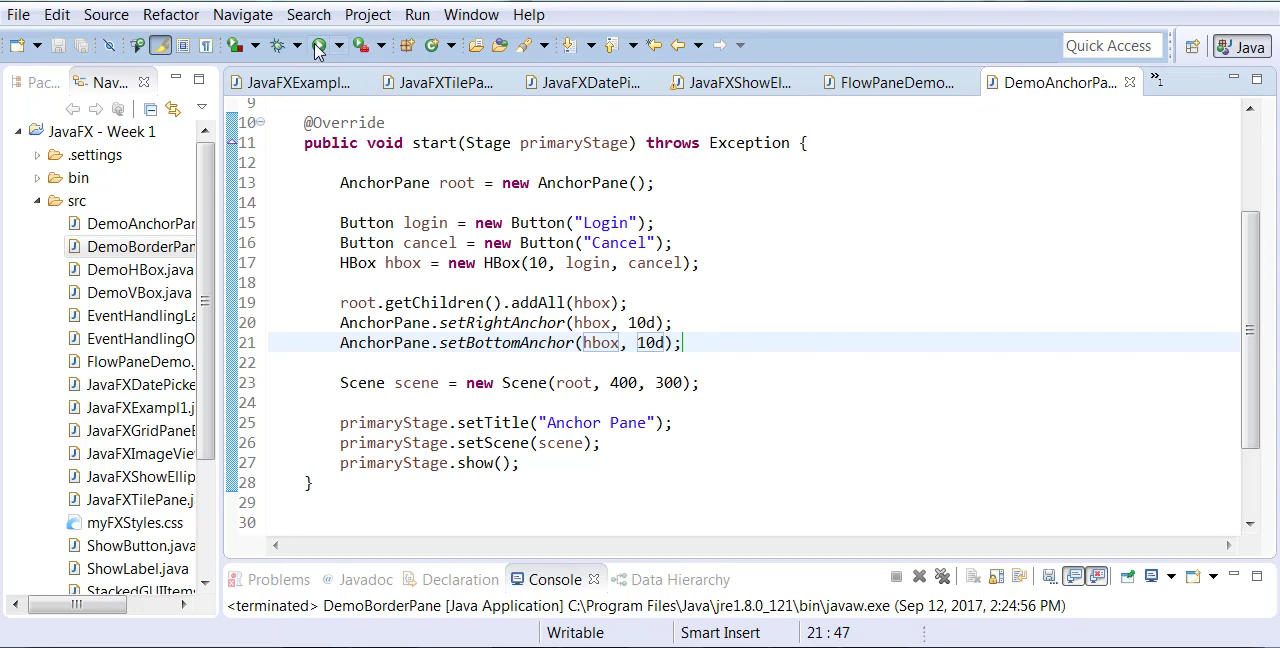 File Edit Source Refactor Navigate Search Project Run Window Help
Quick Access Java
Pac... Nav...
JavaFXExampl... JavaFXTilePa... JavaFXDatePi... JavaFXShowEl... FlowPaneDemo... DemoAnchorPa... »1
JavaFX - Week 1
.settings
bin
src
DemoAnchorPar
DemoBorderPan
DemoHBox.java
DemoVBox.java
EventHandlingLa
EventHandlingO
FlowPaneDemo.
JavaFXDatePicke
JavaFXExampl1.j
JavaFXGridPaneE
JavaFXImageVie
JavaFXShowEllip
JavaFXTilePane.j
myFXStyles.css
ShowButton.java
ShowLabel.java
StackedGUIItem
9
10 @Override
11 public void start(Stage primaryStage) throws Exception {
12
13 AnchorPane root = new AnchorPane();
14
15 Button login = new Button("Login");
16 Button cancel = new Button("Cancel");
17 HBox hbox = new HBox(10, login, cancel);
18
19 root.getChildren().addAll(hbox);
20 AnchorPane.setRightAnchor(hbox, 10d);
21 AnchorPane.setBottomAnchor(hbox, 10d);
22
23 Scene scene = new Scene(root, 400, 300);
24
25 primaryStage.setTitle("Anchor Pane");
26 primaryStage.setScene(scene);
27 primaryStage.show();
28 }
29
30
Problems @ Javadoc Declaration Console Data Hierarchy
<terminated> DemoBorderPane [Java Application] C:\Program Files\Java\jre1.8.0_121\bin\javaw.exe (Sep 12, 2017, 2:24:56 PM)
Writable Smart Insert 21 : 47